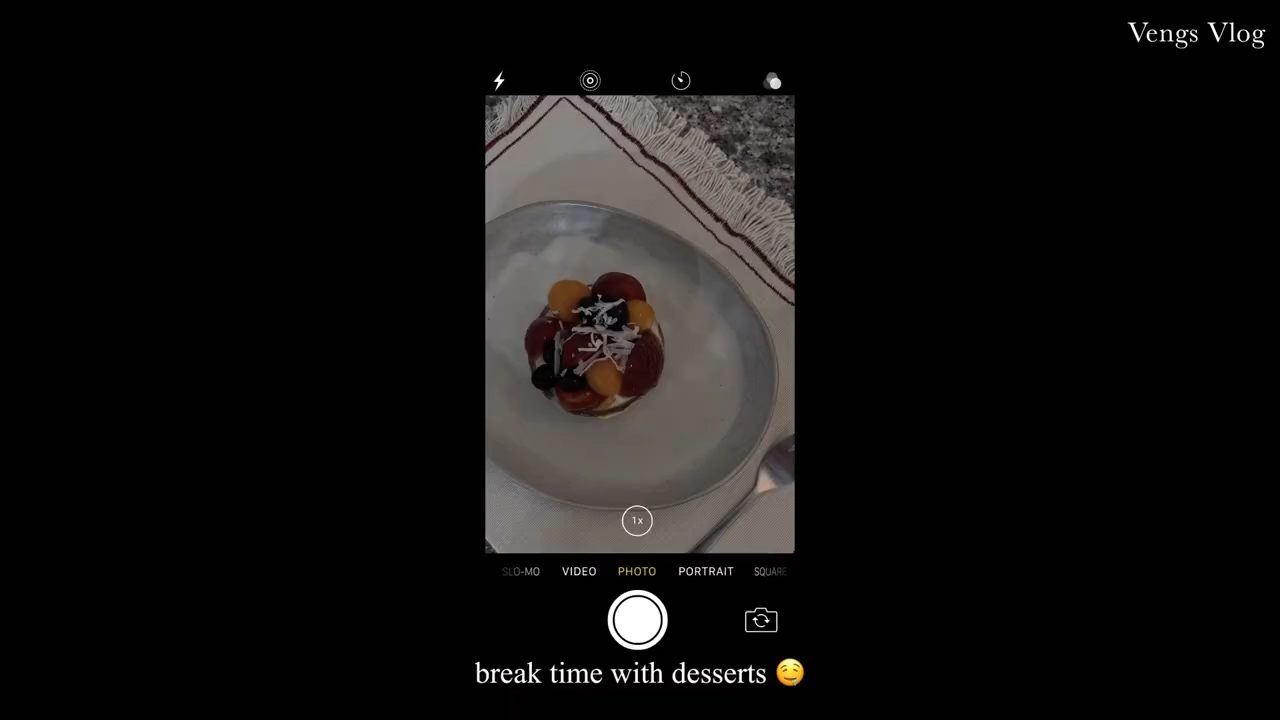 Vengs Vlog
1x
SLO-MO VIDEO PHOTO PORTRAIT SQUARE
break time with desserts 🤤